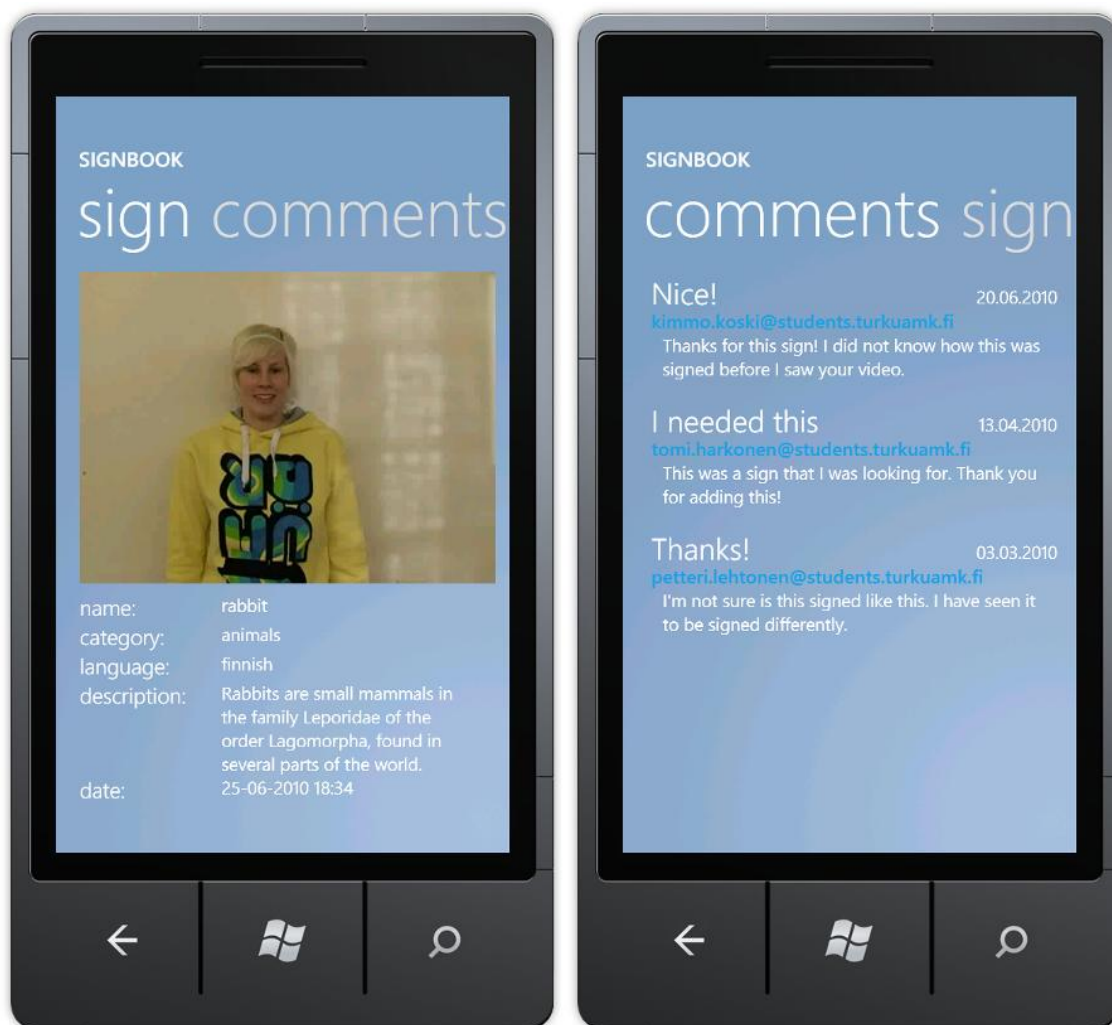 SIGNBOOK
sign comments
name: rabbit
category: animals
language: finnish
description: Rabbits are small mammals in
the family Leporidae of the
order Lagomorpha, found in
several parts of the world.
date: 25-06-2010 18:34
SIGNBOOK
comments sign
Nice! 20.06.2010
kimmo.koski@students.turkuamk.fi
Thanks for this sign! I did not know how this was
signed before I saw your video.
I needed this 13.04.2010
tomi.harkonen@students.turkuamk.fi
This was a sign that I was looking for. Thank you
for adding this!
Thanks! 03.03.2010
petteri.lehtonen@students.turkuamk.fi
I'm not sure is this signed like this. I have seen it
to be signed differently.